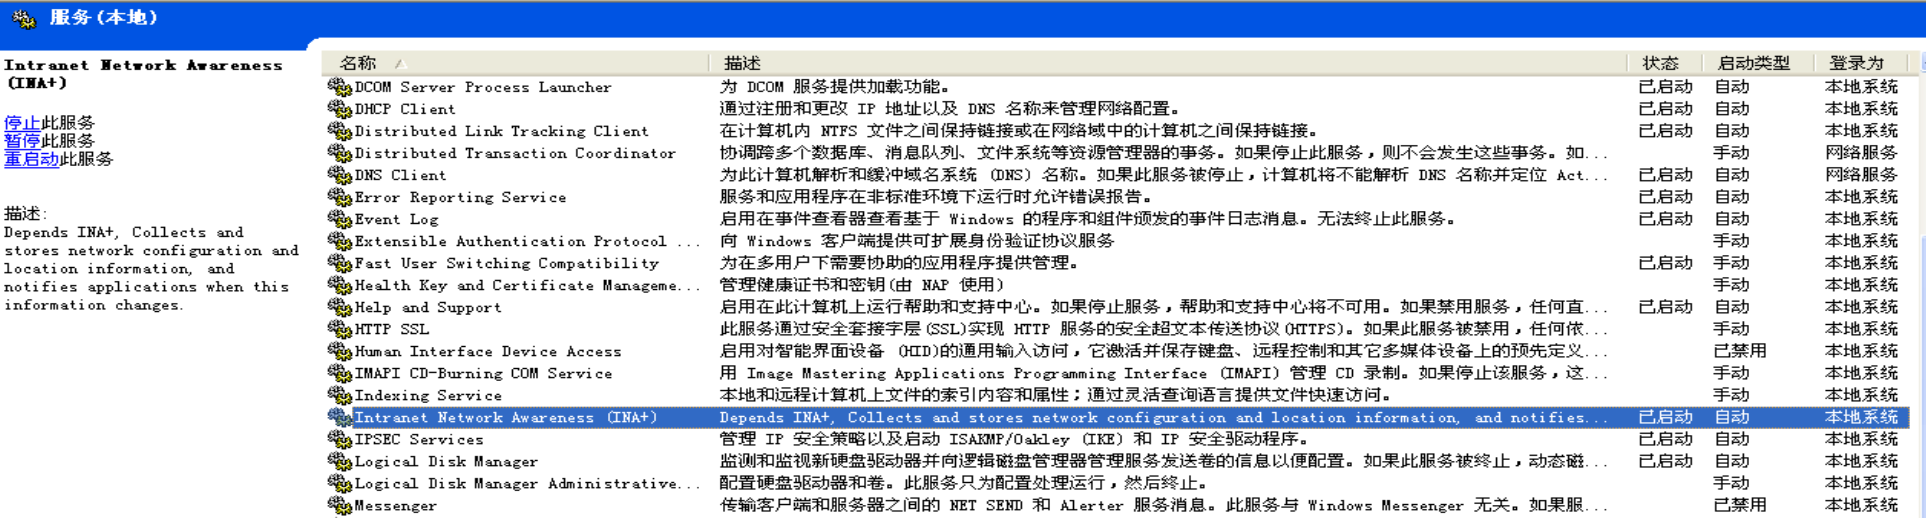 服务(本地)
Intranet Network Awareness
(INA+)
停止此服务
暂停此服务
重启动此服务
描述:
Depends INA+, Collects and
stores network configuration and
location information, and
notifies applications when this
information changes.
名称 描述 状态 启动类型 登录为
DCOM Server Process Launcher 为 DCOM 服务提供加载功能。 已启动 自动 本地系统
DHCP Client 通过注册和更改 IP 地址以及 DNS 名称来管理网络配置。 已启动 自动 本地系统
Distributed Link Tracking Client 在计算机内 NTFS 文件之间保持链接或在网络域中的计算机之间保持链接。 已启动 自动 本地系统
Distributed Transaction Coordinator 协调跨多个数据库、消息队列、文件系统等资源管理器的事务。如果停止此服务，则不会发生这些事务。如... 手动 网络服务
DNS Client 为此计算机解析和缓冲域名系统 (DNS) 名称。如果此服务被停止，计算机将不能解析 DNS 名称并定位 Act... 已启动 自动 网络服务
Error Reporting Service 服务和应用程序在非标准环境下运行时允许错误报告。 已启动 自动 本地系统
Event Log 启用在事件查看器查看基于 Windows 的程序和组件颁发的事件日志消息。无法终止此服务。 已启动 自动 本地系统
Extensible Authentication Protocol ... 向 Windows 客户端提供可扩展身份验证协议服务 手动 本地系统
Fast User Switching Compatibility 为在多用户下需要协助的应用程序提供管理。 已启动 手动 本地系统
Health Key and Certificate Manageme... 管理健康证书和密钥(由 NAP 使用) 手动 本地系统
Help and Support 启用在此计算机上运行帮助和支持中心。如果停止服务，帮助和支持中心将不可用。如果禁用服务，任何直... 已启动 自动 本地系统
HTTP SSL 此服务通过安全套接字层(SSL)实现 HTTP 服务的安全超文本传送协议(HTTPS)。如果此服务被禁用，任何依... 手动 本地系统
Human Interface Device Access 启用对智能界面设备 (HID)的通用输入访问，它激活并保存键盘、远程控制和其它多媒体设备上的预先定义... 已禁用 本地系统
IMAPI CD-Burning COM Service 用 Image Mastering Applications Programming Interface (IMAPI) 管理 CD 录制。如果停止该服务，这... 手动 本地系统
Indexing Service 本地和远程计算机上文件的索引内容和属性；通过灵活查询语言提供文件快速访问。 手动 本地系统
Intranet Network Awareness (INA+) Depends INA+, Collects and stores network configuration and location information, and notifies... 已启动 自动 本地系统
IPSEC Services 管理 IP 安全策略以及启动 ISAKMP/Oakley (IKE) 和 IP 安全驱动程序。 已启动 自动 本地系统
Logical Disk Manager 监测和监视新硬盘驱动器并向逻辑磁盘管理器管理服务发送卷的信息以便配置。如果此服务被终止，动态磁... 已启动 自动 本地系统
Logical Disk Manager Administrative... 配置硬盘驱动器和卷。此服务只为配置处理运行，然后终止。 手动 本地系统
Messenger 传输客户端和服务器之间的 NET SEND 和 Alerter 服务消息。此服务与 Windows Messenger 无关。如果服... 已禁用 本地系统